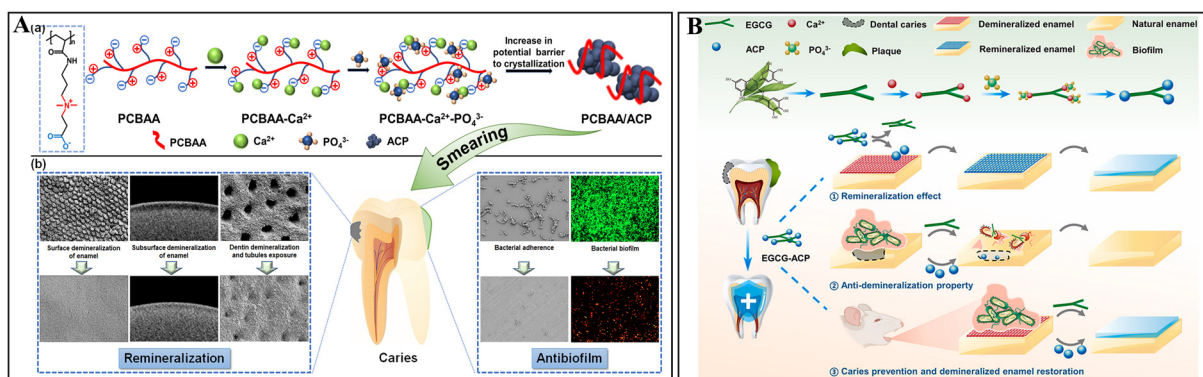 A
(a)
n
O
NH
N+
O
O-
Increase in
potential barrier
to crystallization
PCBAA
PCBAA-Ca²⁺
PCBAA-Ca²⁺-PO₄³⁻
PCBAA/ACP
PCBAA
Ca²⁺
PO₄³⁻
ACP
Smearing
(b)
Surface demineralization
of enamel
Subsurface demineralization
of enamel
Dentin demineralization
and tubules exposure
Remineralization
Caries
Bacterial adherence
Bacterial biofilm
Antibiofilm
B
EGCG
Ca²⁺
Dental caries
Demineralized enamel
Natural enamel
ACP
PO₄³⁻
Plaque
Remineralized enamel
Biofilm
① Remineralization effect
EGCG-ACP
② Anti-demineralization property
③ Caries prevention and demineralized enamel restoration